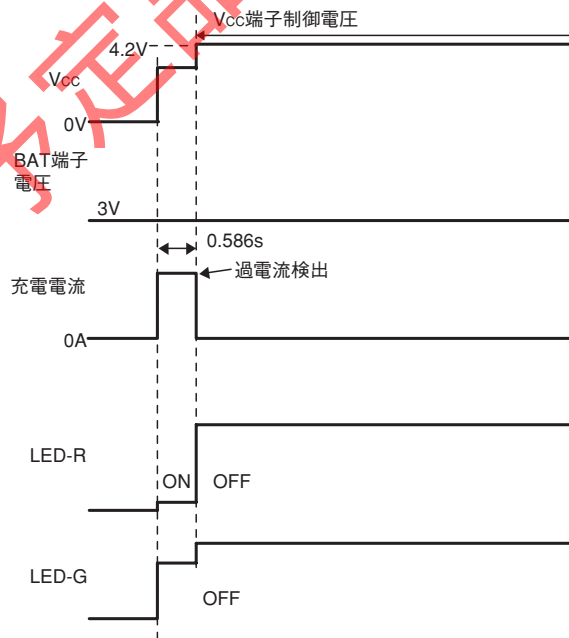 Vcc端子制御電圧
4.2V
Vcc
0V
BAT端子
電圧
3V
0.586s
過電流検出
充電電流
0A
LED-R
ON
OFF
LED-G
OFF
予定